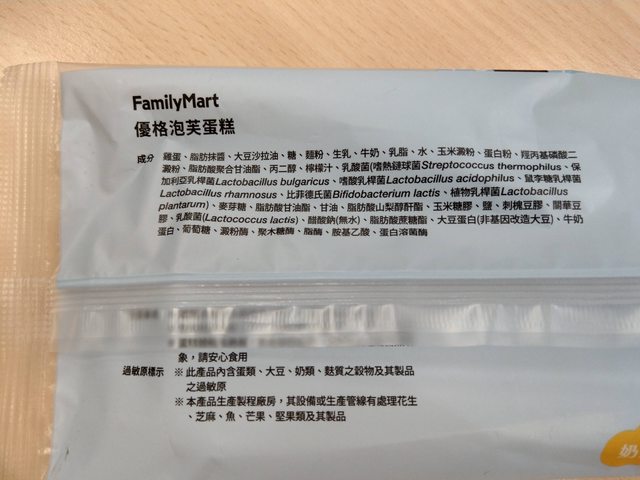 FamilyMart
優格泡芙蛋糕
成分 雞蛋、脂肪抹醬、大豆沙拉油、糖、麵粉、生乳、牛奶、乳脂、水、玉米澱粉、蛋白粉、羥丙基磷酸二
澱粉、脂肪酸聚合甘油酯、丙二醇、檸檬汁、乳酸菌(嗜熱鏈球菌Streptococcus thermophilus、保
加利亞乳桿菌Lactobacillus bulgaricus、嗜酸乳桿菌Lactobacillus acidophilus、鼠李糖乳桿菌
Lactobacillus rhamnosus、比菲德氏菌Bifidobacterium lactis、植物乳桿菌Lactobacillus
plantarum)、麥芽糖、脂肪酸甘油酯、甘油、脂肪酸山梨醇酐酯、玉米糖膠、鹽、刺槐豆膠、關華豆
膠、乳酸菌(Lactococcus lactis)、醋酸鈉(無水)、脂肪酸蔗糖酯、大豆蛋白(非基因改造大豆)、牛奶
蛋白、葡萄糖、澱粉酶、聚木糖酶、脂酶、胺基乙酸、蛋白溶菌酶
象，請安心食用
過敏原標示 ※此產品內含蛋類、大豆、奶類、麩質之穀物及其製品
之過敏原
※本產品生產製程廠房，其設備或生產管線有處理花生
、芝麻、魚、芒果、堅果類及其製品
奶